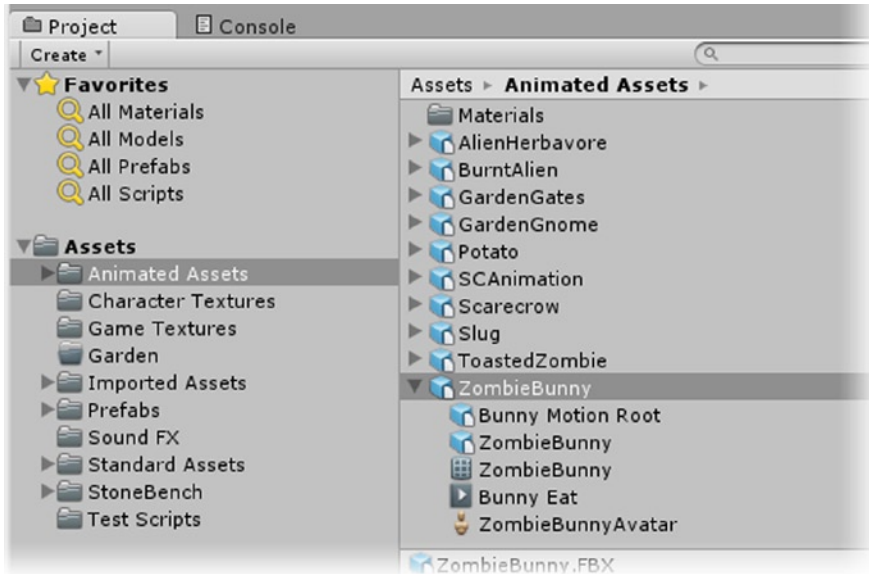 Project
Console
Create
Favorites
All Materials
All Models
All Prefabs
All Scripts
Assets
Animated Assets
Character Textures
Game Textures
Garden
Imported Assets
Prefabs
Sound FX
Standard Assets
StoneBench
Test Scripts
Assets ▸ Animated Assets ▸
Materials
AlienHerbavore
BurntAlien
GardenGates
GardenGnome
Potato
SCAnimation
Scarecrow
Slug
ToastedZombie
ZombieBunny
Bunny Motion Root
ZombieBunny
ZombieBunny
Bunny Eat
ZombieBunnyAvatar
ZombieBunny.FBX